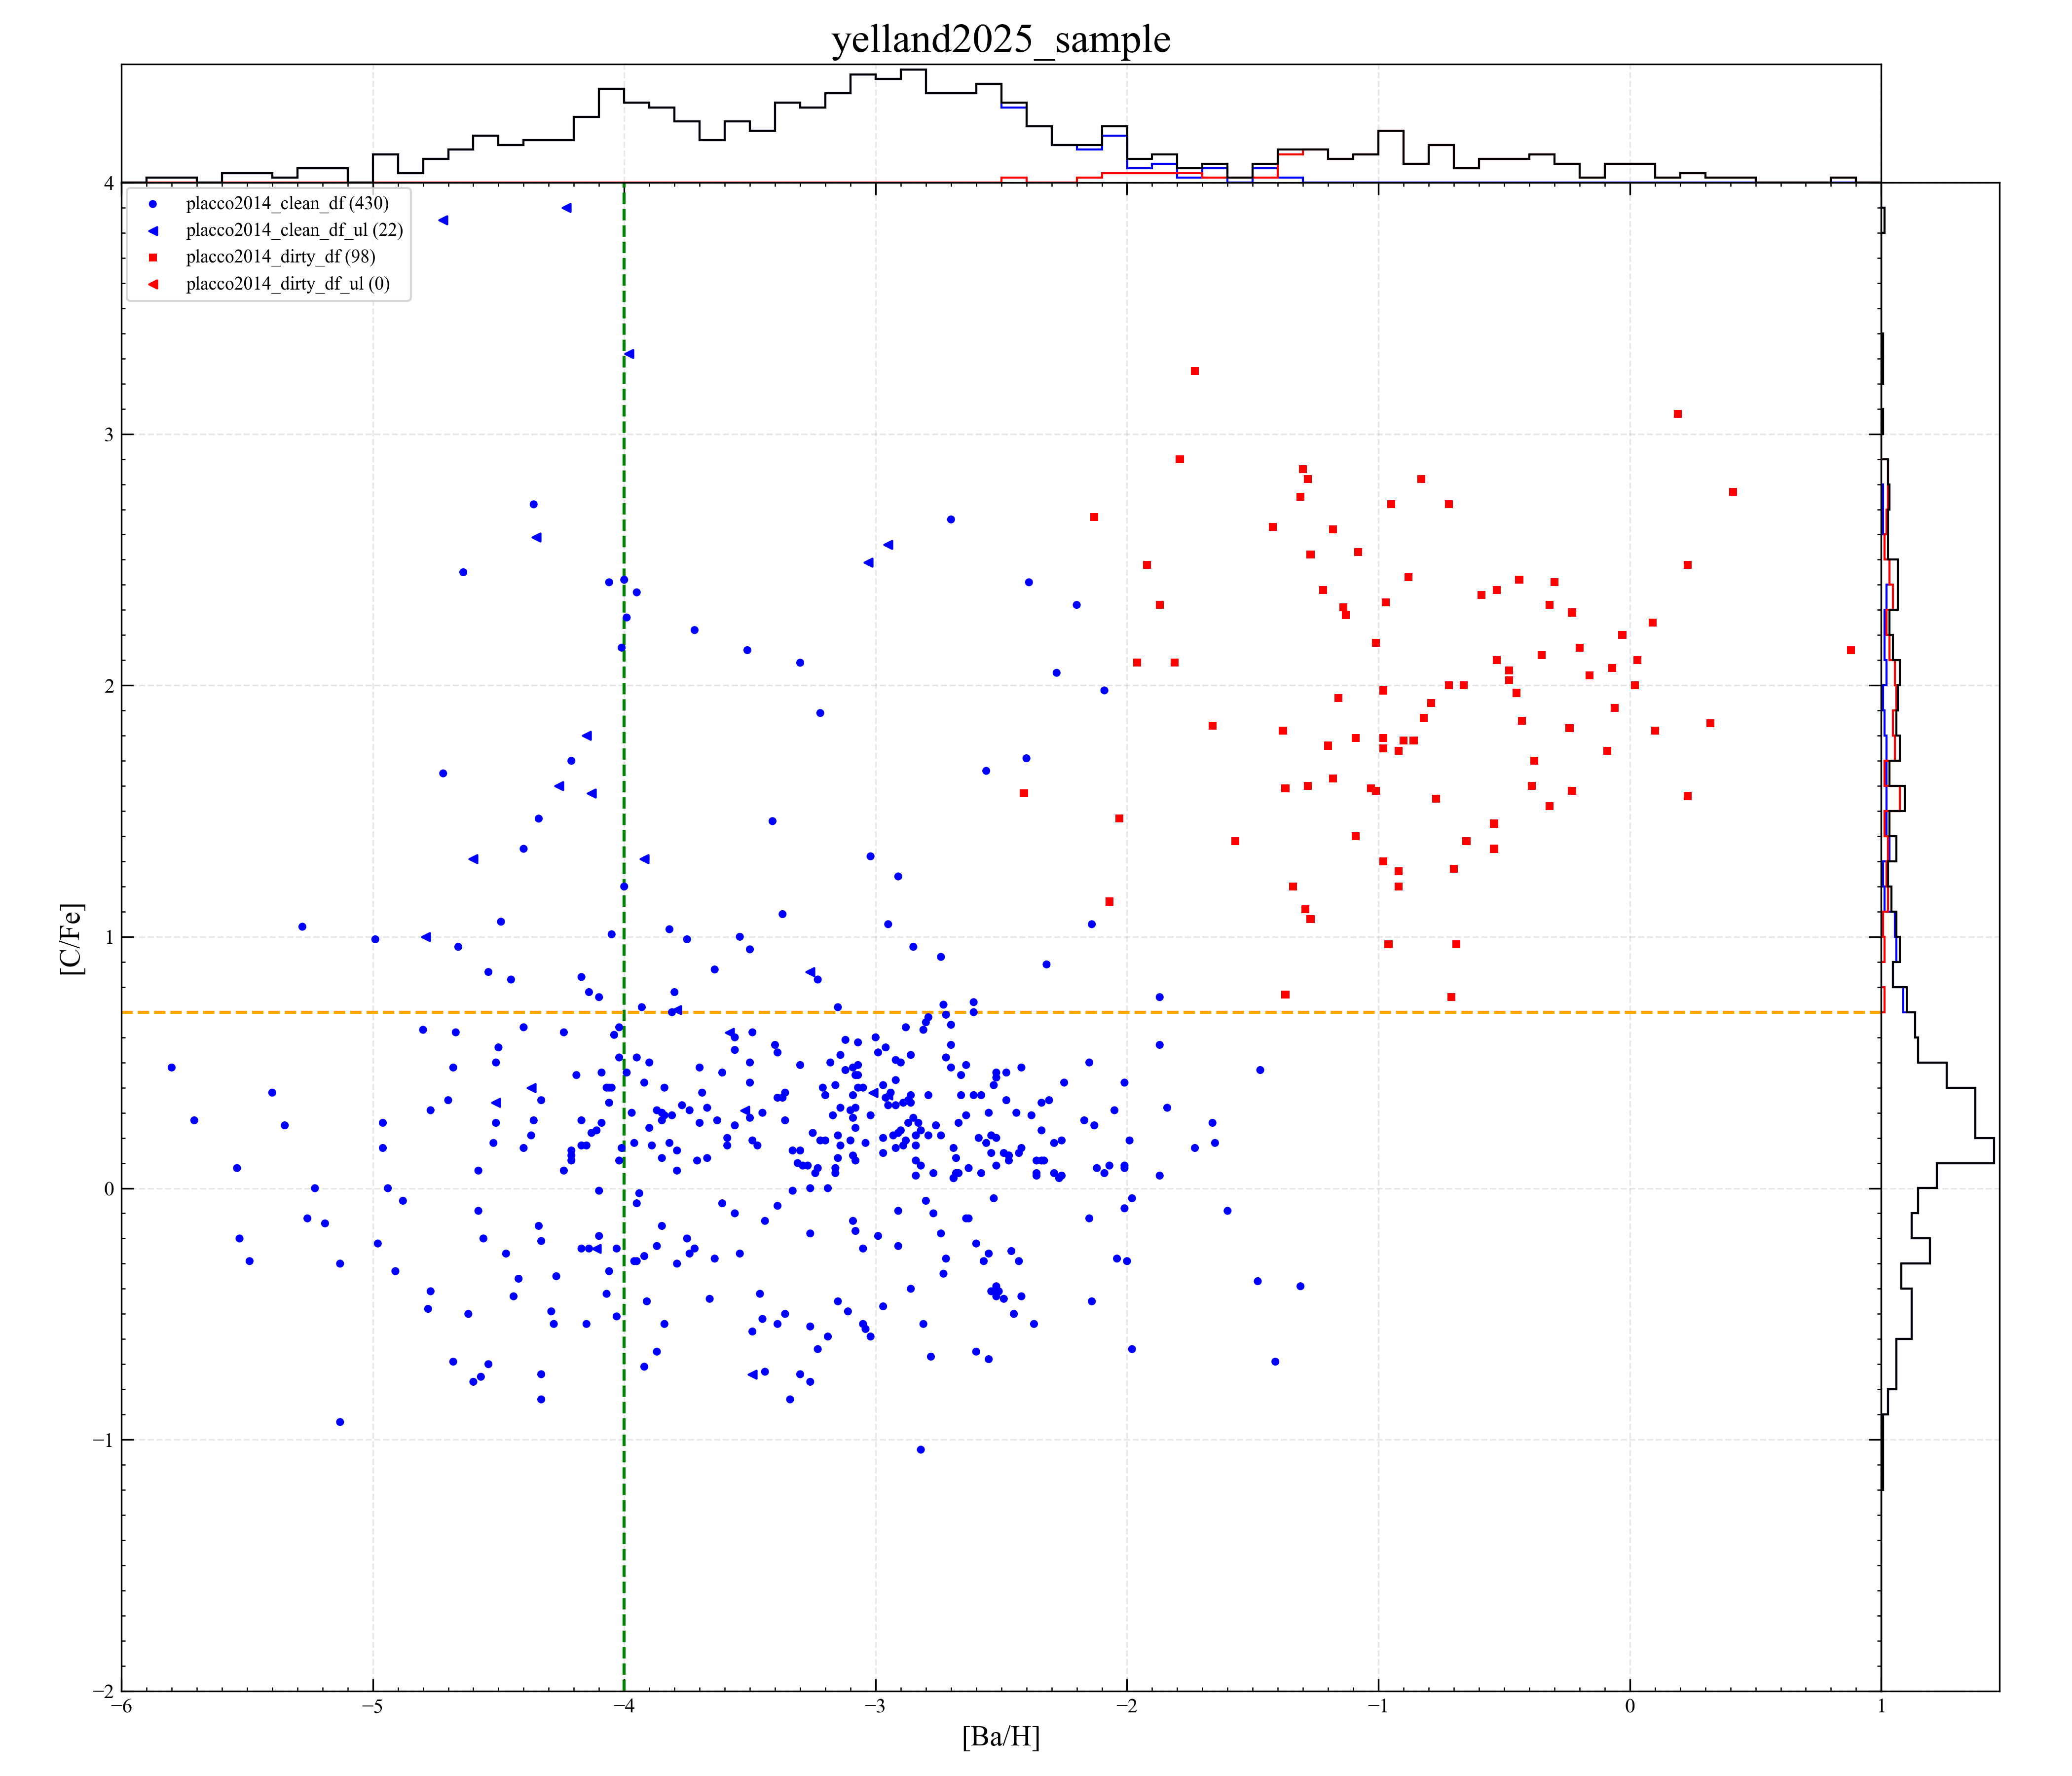 yelland2025_sample
placco2014_clean_df (430)
placco2014_clean_df_ul (22)
placco2014_dirty_df (98)
placco2014_dirty_df_ul (0)
4
3
2
1
0
−1
−2
[C/Fe]
−6 −5 −4 −3 −2 −1 0 1
[Ba/H]